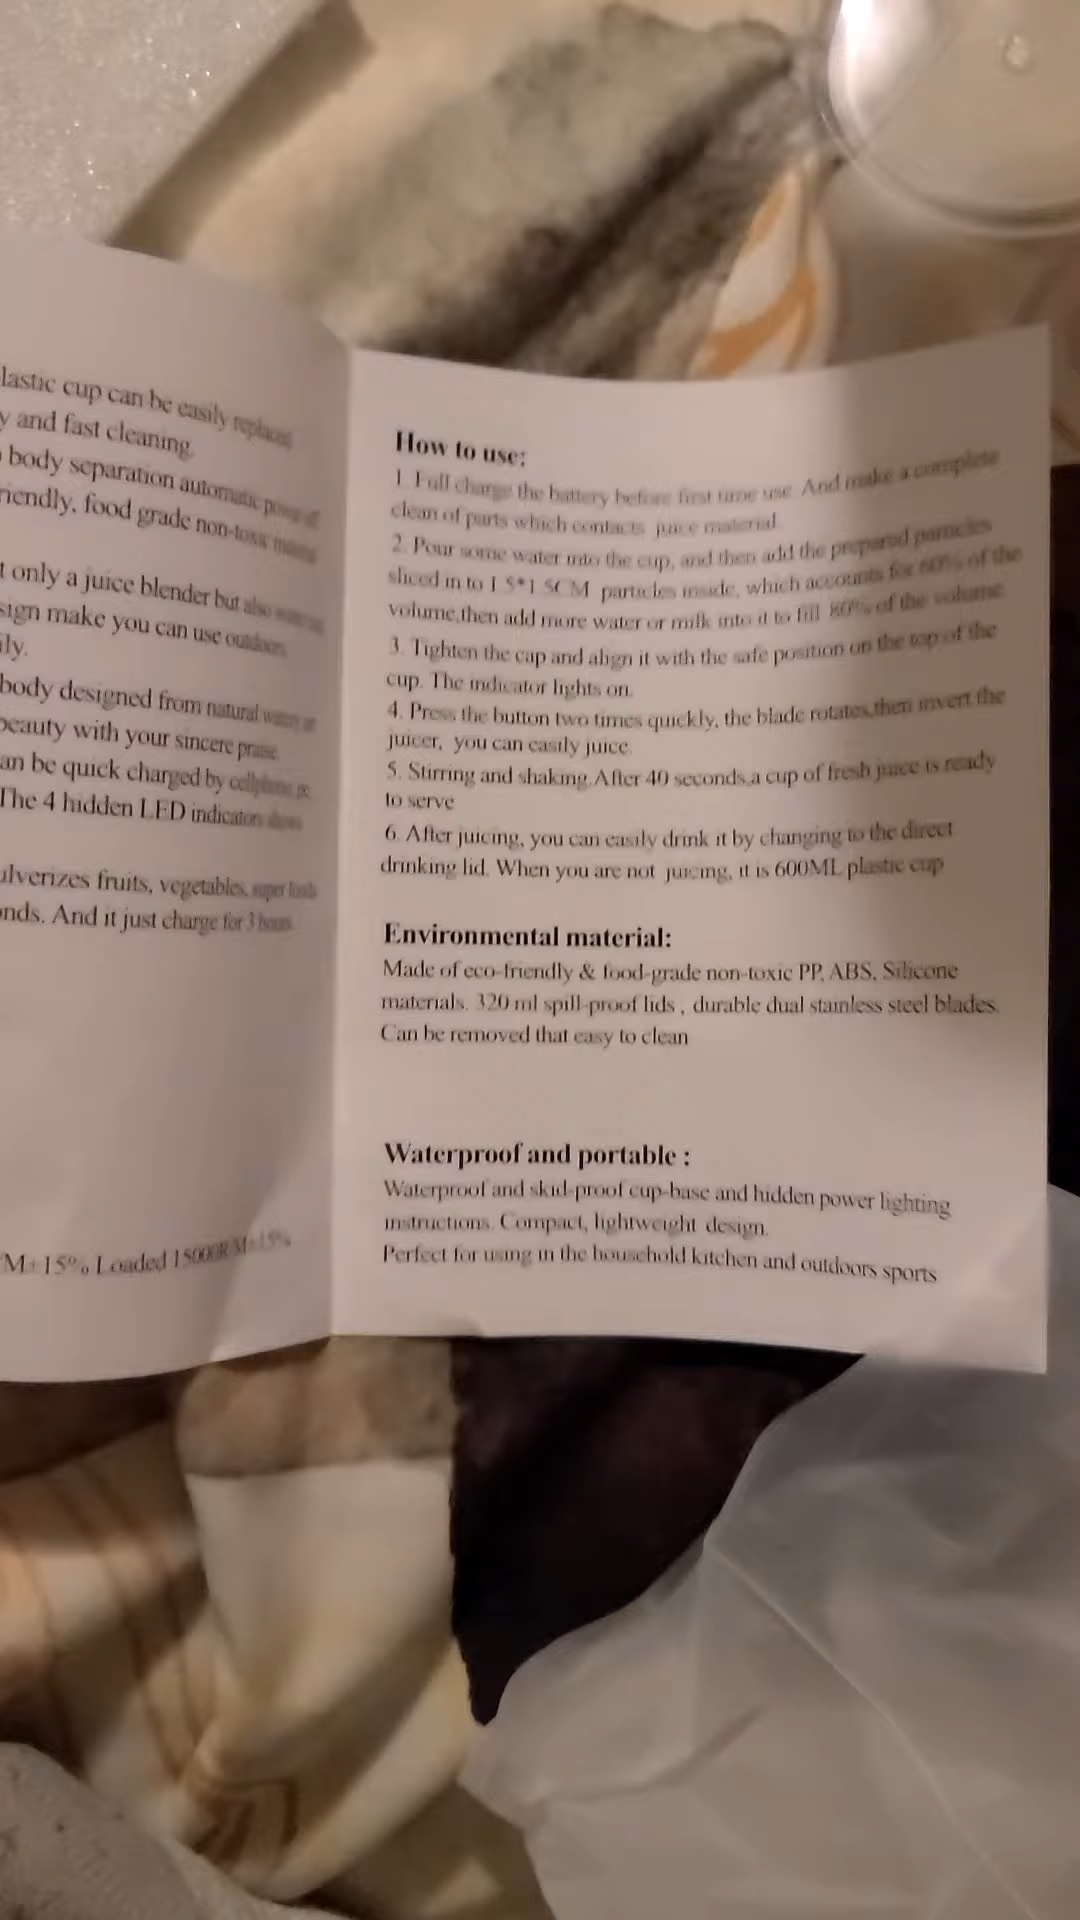 lastic cup can be easily replaced
y and fast cleaning.
body separation automatic power off
riendly, food grade non-toxic
t only a juice blender but also
sign make you can use outdoors
ily.
body designed from natural
beauty with your sincere praise.
an be quick charged by cellphone, pc,
The 4 hidden LED indicators shows
ulverizes fruits, vegetables, super foods
onds. And it just charge for 3 hours.
M±15% Loaded 15000R/M±15%
How to use:
1. Full charge the battery before first time use. And make a complete
clean of parts which contacts juice material.
2. Pour some water into the cup, and then add the prepared particles
sliced in to 1.5*1.5CM particles inside, which accounts for 60% of the
volume,then add more water or milk into it to fill 80% of the volume.
3. Tighten the cap and align it with the safe position on the top of the
cup. The indicator lights on.
4. Press the button two times quickly, the blade rotates,then invert the
juicer, you can easily juice.
5. Stirring and shaking.After 40 seconds,a cup of fresh juice is ready
to serve
6. After juicing, you can easily drink it by changing to the direct
drinking lid. When you are not juicing, it is 600ML plastic cup
Environmental material:
Made of eco-friendly & food-grade non-toxic PP, ABS, Silicone
materials. 320 ml spill-proof lids , durable dual stainless steel blades.
Can be removed that easy to clean
Waterproof and portable :
Waterproof and skid-proof cup-base and hidden power lighting
instructions. Compact, lightweight design.
Perfect for using in the household kitchen and outdoors sports